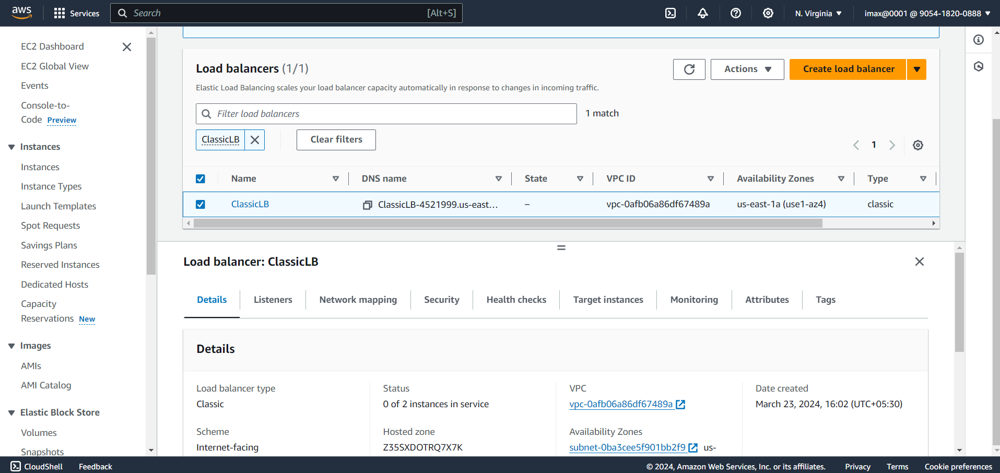 aws
Services
Search [Alt+S]
N. Virginia
imax@0001 @ 9054-1820-0888
EC2 Dashboard
EC2 Global View
Events
Console-to-
Code Preview
Instances
Instances
Instance Types
Launch Templates
Spot Requests
Savings Plans
Reserved Instances
Dedicated Hosts
Capacity
Reservations New
Images
AMIs
AMI Catalog
Elastic Block Store
Volumes
Snapshots
Load balancers (1/1)
Actions
Create load balancer
Elastic Load Balancing scales your load balancer capacity automatically in response to changes in incoming traffic.
Filter load balancers
1 match
ClassicLB
Clear filters
1
Name DNS name State VPC ID Availability Zones Type
ClassicLB ClassicLB-4521999.us-east... – vpc-0afb06a86df67489a us-east-1a (use1-az4) classic
Load balancer: ClassicLB
Details Listeners Network mapping Security Health checks Target instances Monitoring Attributes Tags
Details
Load balancer type
Classic
Status
0 of 2 instances in service
VPC
vpc-0afb06a86df67489a
Date created
March 23, 2024, 16:02 (UTC+05:30)
Scheme
Internet-facing
Hosted zone
Z35SXDOTRQ7X7K
Availability Zones
subnet-0ba3cee5f901bb2f9 us-
CloudShell Feedback
© 2024, Amazon Web Services, Inc. or its affiliates. Privacy Terms Cookie preferences